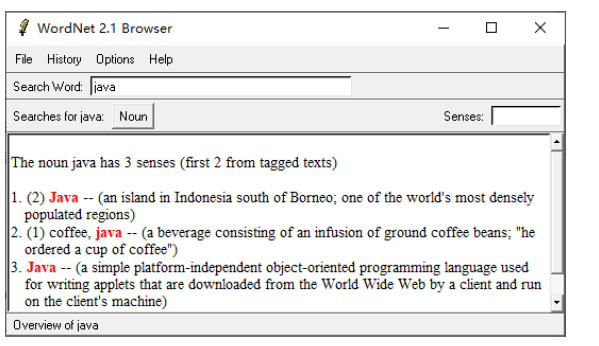 WordNet 2.1 Browser
File History Options Help
Search Word: java
Searches for java: Noun Senses:
The noun java has 3 senses (first 2 from tagged texts)
1. (2) Java -- (an island in Indonesia south of Borneo; one of the world's most densely
populated regions)
2. (1) coffee, java -- (a beverage consisting of an infusion of ground coffee beans; "he
ordered a cup of coffee")
3. Java -- (a simple platform-independent object-oriented programming language used
for writing applets that are downloaded from the World Wide Web by a client and run
on the client's machine)
Overview of java